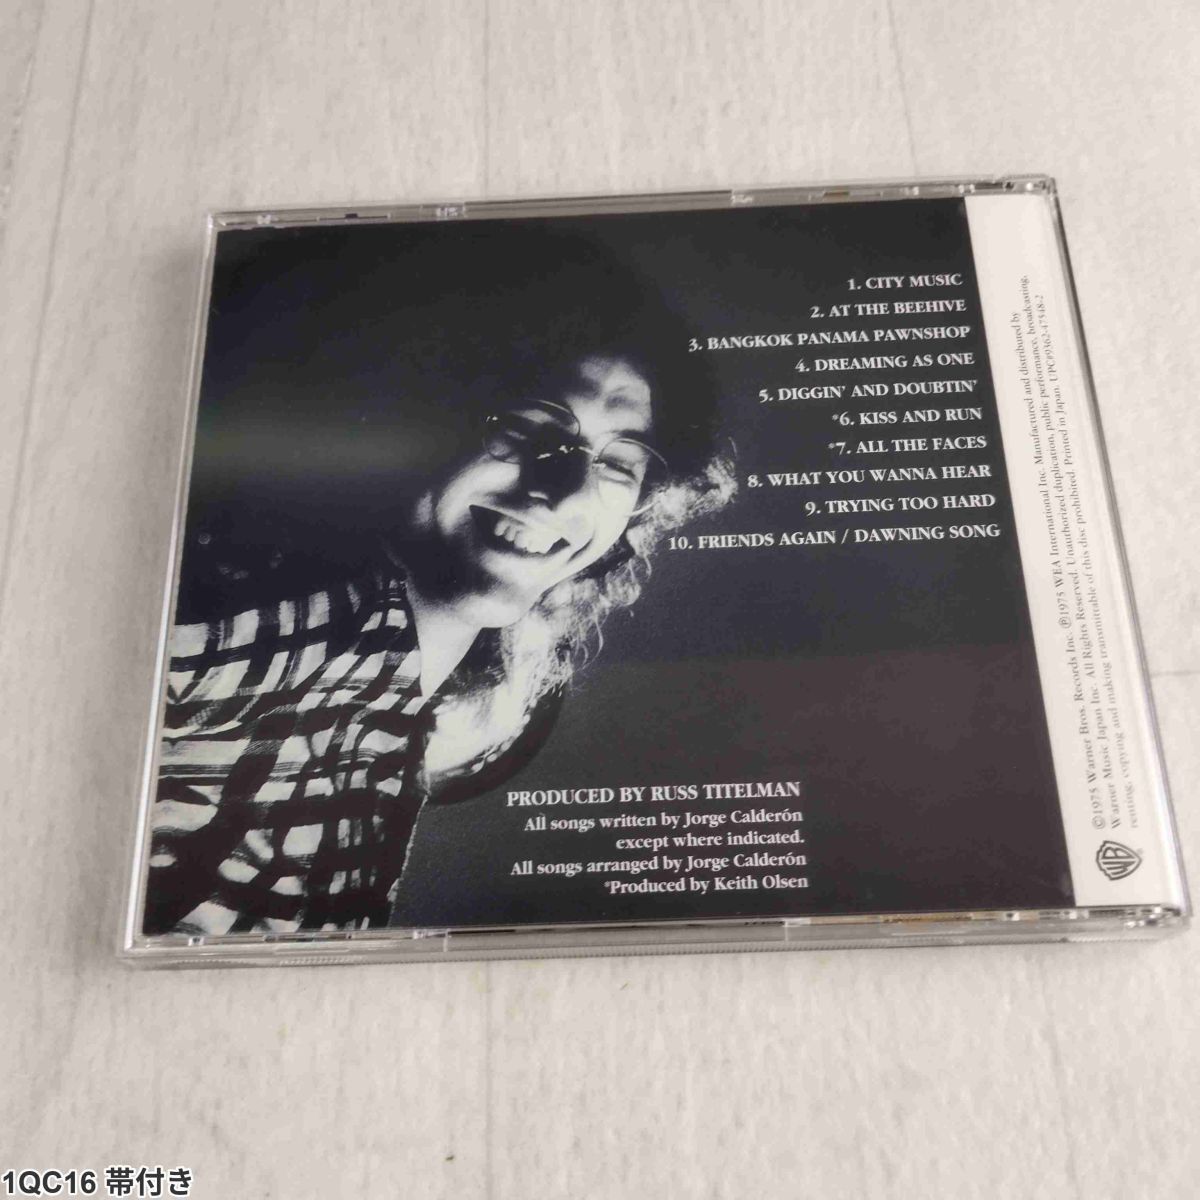 1. CITY MUSIC
2. AT THE BEEHIVE
3. BANGKOK PANAMA PAWNSHOP
4. DREAMING AS ONE
5. DIGGIN' AND DOUBTIN'
*6. KISS AND RUN
*7. ALL THE FACES
8. WHAT YOU WANNA HEAR
9. TRYING TOO HARD
10. FRIENDS AGAIN / DAWNING SONG
PRODUCED BY RUSS TITELMAN
All songs written by Jorge Calderón
except where indicated.
All songs arranged by Jorge Calderón
*Produced by Keith Olsen
©1975 Warner Bros. Records Inc. ℗1975 WEA International Inc. Manufactured and distributed by
Warner Music Japan Inc. All Rights Reserved. Unauthorized duplication, public performance, broadcasting,
renting, copying and making transmittable of this disc prohibited. Printed in Japan. UPC#9362-47548-2
WB
1QC16 帯付き